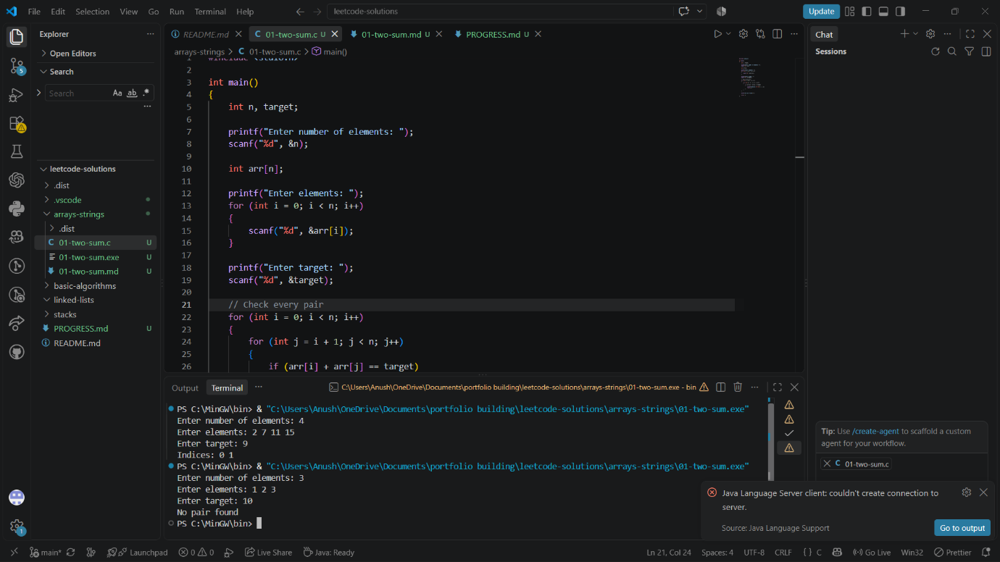 File Edit Selection View Go Run Terminal Help
leetcode-solutions
Update
Explorer
Open Editors
Search
Search
Aa ab .*
leetcode-solutions
.dist
.vscode
arrays-strings
.dist
C 01-two-sum.c U
01-two-sum.exe U
01-two-sum.md U
basic-algorithms
linked-lists
stacks
PROGRESS.md U
README.md
5
1
README.md
C 01-two-sum.c U
01-two-sum.md U
PROGRESS.md U
arrays-strings > C 01-two-sum.c > main()
1 #include <stdio.h>
2
3 int main()
4 {
5 int n, target;
6
7 printf("Enter number of elements: ");
8 scanf("%d", &n);
9
10 int arr[n];
11
12 printf("Enter elements: ");
13 for (int i = 0; i < n; i++)
14 {
15 scanf("%d", &arr[i]);
16 }
17
18 printf("Enter target: ");
19 scanf("%d", &target);
20
21 // Check every pair
22 for (int i = 0; i < n; i++)
23 {
24 for (int j = i + 1; j < n; j++)
25 {
26 if (arr[i] + arr[j] == target)
Output Terminal
C:\Users\Anush\OneDrive\Documents\portfolio building\leetcode-solutions\arrays-strings\01-two-sum.exe - bin
PS C:\MinGW\bin> & "C:\Users\Anush\OneDrive\Documents\portfolio building\leetcode-solutions\arrays-strings\01-two-sum.exe"
Enter number of elements: 4
Enter elements: 2 7 11 15
Enter target: 9
Indices: 0 1
PS C:\MinGW\bin> & "C:\Users\Anush\OneDrive\Documents\portfolio building\leetcode-solutions\arrays-strings\01-two-sum.exe"
Enter number of elements: 3
Enter elements: 1 2 3
Enter target: 10
No pair found
PS C:\MinGW\bin>
Chat
Sessions
Tip: Use /create-agent to scaffold a custom
agent for your workflow.
C 01-two-sum.c
Java Language Server client: couldn't create connection to
server.
Source: Java Language Support
Go to output
main* Launchpad 0 0 Live Share Java: Ready
Ln 21, Col 24 Spaces: 4 UTF-8 CRLF { } C Go Live Win32 Prettier